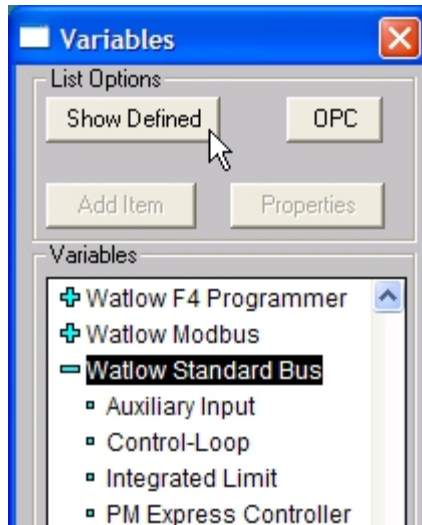 Variables
List Options
Show Defined
OPC
Add Item
Properties
Variables
Watlow F4 Programmer
Watlow Modbus
Watlow Standard Bus
Auxiliary Input
Control-Loop
Integrated Limit
PM Express Controller